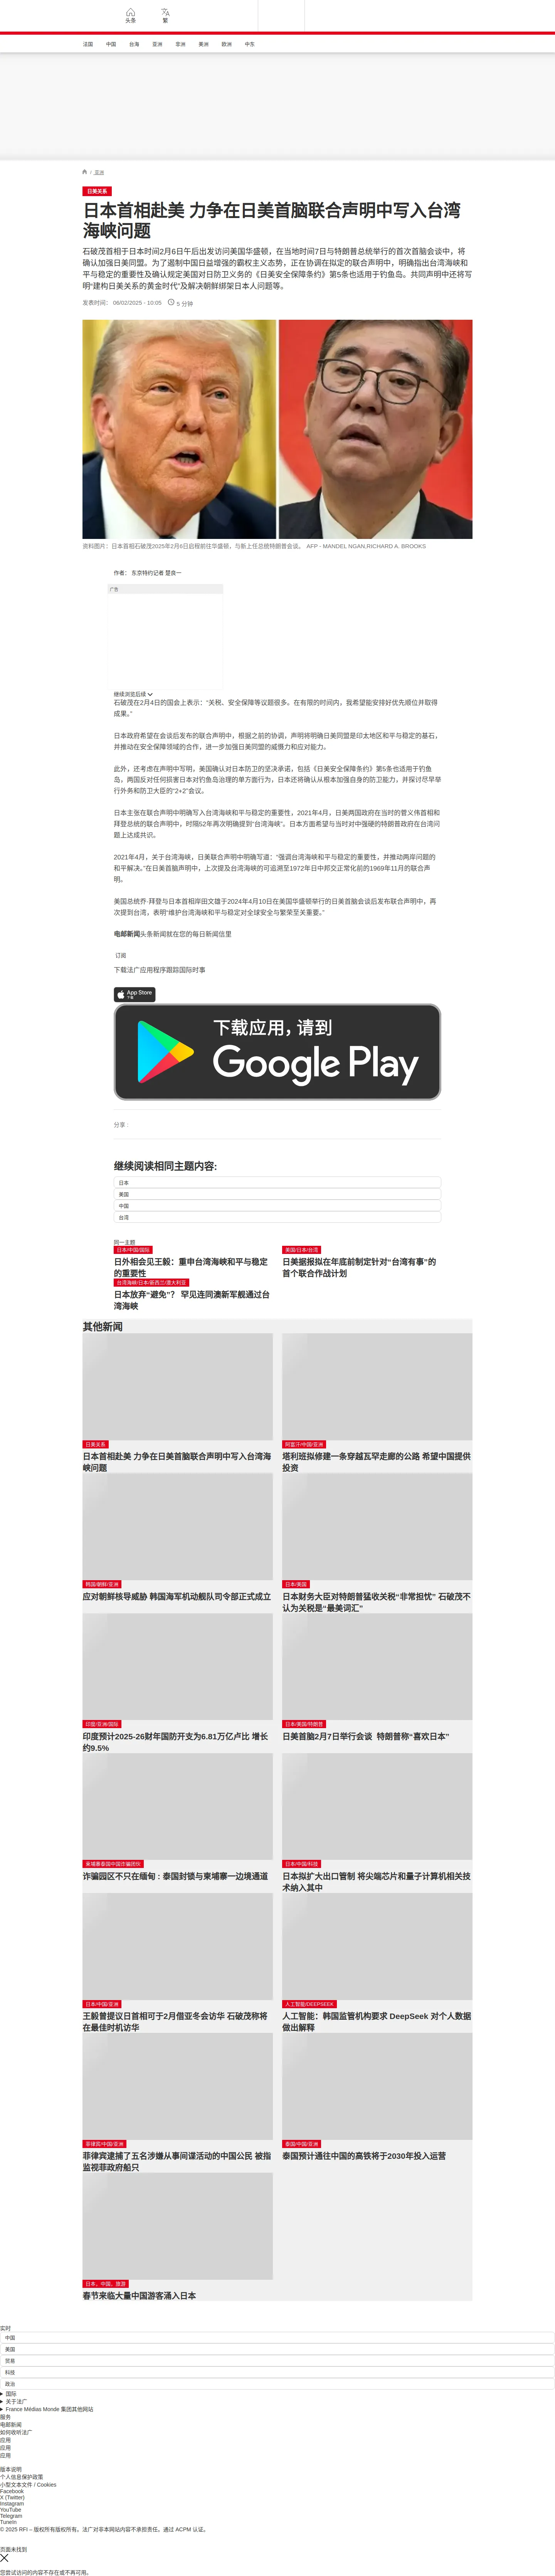 头条
繁
法国
中国
台海
亚洲
非洲
美洲
欧洲
中东
亚洲
日美关系
日本首相赴美 力争在日美首脑联合声明中写入台湾
海峡问题
石破茂首相于日本时间2月6日午后出发访问美国华盛顿，在当地时间7日与特朗普总统举行的首次首脑会谈中，将
确认加强日美同盟。为了遏制中国日益增强的霸权主义态势，正在协调在拟定的联合声明中，明确指出台湾海峡和
平与稳定的重要性及确认规定美国对日防卫义务的《日美安全保障条约》第5条也适用于钓鱼岛。共同声明中还将写
明“建构日美关系的黄金时代”及解决朝鲜绑架日本人问题等。
发表时间： 06/02/2025 - 10:05
5 分钟
资料图片：日本首相石破茂2025年2月6日启程前往华盛顿，与新上任总统特朗普会谈。 AFP - MANDEL NGAN,RICHARD A. BROOKS
作者： 东京特约记者 楚良一
广告
继续浏览后续
石破茂在2月4日的国会上表示：“关税、安全保障等议题很多。在有限的时间内，我希望能安排好优先顺位并取得
成果。”
日本政府希望在会谈后发布的联合声明中，根据之前的协调，声明将明确日美同盟是印太地区和平与稳定的基石，
并推动在安全保障领域的合作，进一步加强日美同盟的威慑力和应对能力。
此外，还考虑在声明中写明，美国确认对日本防卫的坚决承诺，包括《日美安全保障条约》第5条也适用于钓鱼
岛，两国反对任何损害日本对钓鱼岛治理的单方面行为，日本还将确认从根本加强自身的防卫能力，并探讨尽早举
行外务和防卫大臣的“2+2”会议。
日本主张在联合声明中明确写入台湾海峡和平与稳定的重要性，2021年4月，日美两国政府在当时的菅义伟首相和
拜登总统的联合声明中，时隔52年再次明确提到“台湾海峡”。日本方面希望与当时对中强硬的特朗普政府在台湾问
题上达成共识。
2021年4月，关于台湾海峡，日美联合声明中明确写道：“强调台湾海峡和平与稳定的重要性，并推动两岸问题的
和平解决。”在日美首脑声明中，上次提及台湾海峡的可追溯至1972年日中邦交正常化前的1969年11月的联合声
明。
美国总统乔·拜登与日本首相岸田文雄于2024年4月10日在美国华盛顿举行的日美首脑会谈后发布联合声明中，再
次提到台湾，表明“维护台湾海峡和平与稳定对全球安全与繁荣至关重要。”
电邮新闻头条新闻就在您的每日新闻信里
订阅
下载法广应用程序跟踪国际时事
App Store
下载
下载应用，请到
Google Play
分享 :
继续阅读相同主题内容:
日本
美国
中国
台湾
同一主题
日本/中国/国际
日外相会见王毅：重申台湾海峡和平与稳定
的重要性
美国/日本/台湾
日美据报拟在年底前制定针对“台湾有事”的
首个联合作战计划
台湾海峡/日本/新西兰/澳大利亚
日本放弃“避免”？ 罕见连同澳新军舰通过台
湾海峡
其他新闻
日美关系
日本首相赴美 力争在日美首脑联合声明中写入台湾海
峡问题
阿富汗/中国/亚洲
塔利班拟修建一条穿越瓦罕走廊的公路 希望中国提供
投资
韩国/朝鲜/亚洲
应对朝鲜核导威胁 韩国海军机动舰队司令部正式成立
日本/美国
日本财务大臣对特朗普猛收关税“非常担忧” 石破茂不
认为关税是“最美词汇”
印度/亚洲/国际
印度预计2025-26财年国防开支为6.81万亿卢比 增长
约9.5%
日本/美国/特朗普
日美首脑2月7日举行会谈 特朗普称“喜欢日本”
柬埔寨泰国中国诈骗团伙
诈骗园区不只在缅甸：泰国封锁与柬埔寨一边境通道
日本/中国/科技
日本拟扩大出口管制 将尖端芯片和量子计算机相关技
术纳入其中
日本/中国/亚洲
王毅曾提议日首相可于2月借亚冬会访华 石破茂称将
在最佳时机访华
人工智能/DEEPSEEK
人工智能：韩国监管机构要求 DeepSeek 对个人数据
做出解释
菲律宾/中国/亚洲
菲律宾逮捕了五名涉嫌从事间谍活动的中国公民 被指
监视菲政府船只
泰国/中国/亚洲
泰国预计通往中国的高铁将于2030年投入运营
日本、中国、旅游
春节来临大量中国游客涌入日本
实时
中国
美国
贸易
科技
政治
国际
关于法广
France Médias Monde 集团其他网站
服务
电邮新闻
如何收听法广
应用
应用
应用
版本说明
个人信息保护政策
小型文本文件 / Cookies
Facebook
X (Twitter)
Instagram
YouTube
Telegram
TuneIn
© 2025 RFI – 版权所有版权所有。法广对非本网站内容不承担责任。通过 ACPM 认证。
页面未找到
您尝试访问的内容不存在或不再可用。